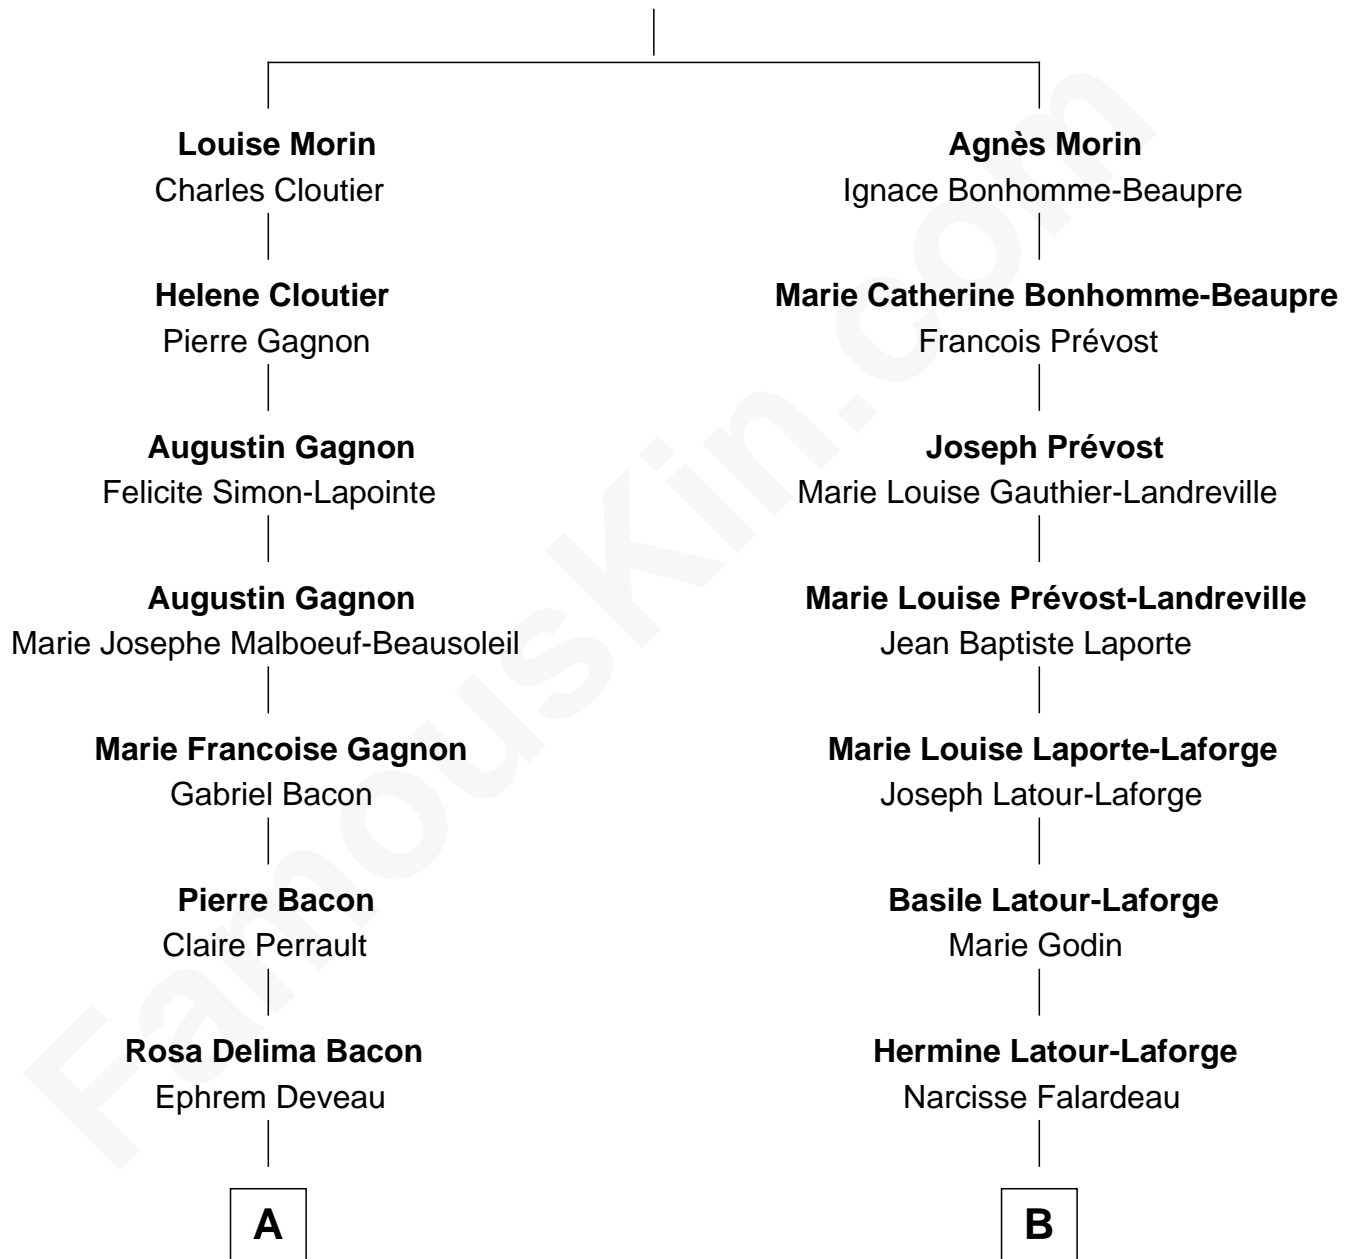 Louise Morin
Charles Cloutier
Helene Cloutier
Pierre Gagnon
Augustin Gagnon
Felicite Simon-Lapointe
Augustin Gagnon
Marie Josephe Malboeuf-Beausoleil
Marie Francoise Gagnon
Gabriel Bacon
Pierre Bacon
Claire Perrault
Rosa Delima Bacon
Ephrem Deveau
A
Agnès Morin
Ignace Bonhomme-Beaupre
Marie Catherine Bonhomme-Beaupre
Francois Prévost
Joseph Prévost
Marie Louise Gauthier-Landreville
Marie Louise Prévost-Landreville
Jean Baptiste Laporte
Marie Louise Laporte-Laforge
Joseph Latour-Laforge
Basile Latour-Laforge
Marie Godin
Hermine Latour-Laforge
Narcisse Falardeau
B
FamousKin.com